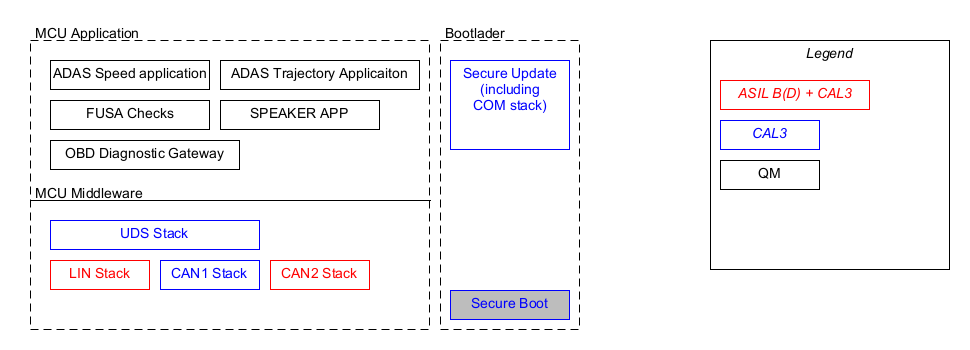 MCU Application
ADAS Speed application
ADAS Trajectory Applicaiton
FUSA Checks
SPEAKER APP
OBD Diagnostic Gateway
MCU Middleware
UDS Stack
LIN Stack
CAN1 Stack
CAN2 Stack
Bootlader
Secure Update
(including
COM stack)
Secure Boot
Legend
ASIL B(D) + CAL3
CAL3
QM